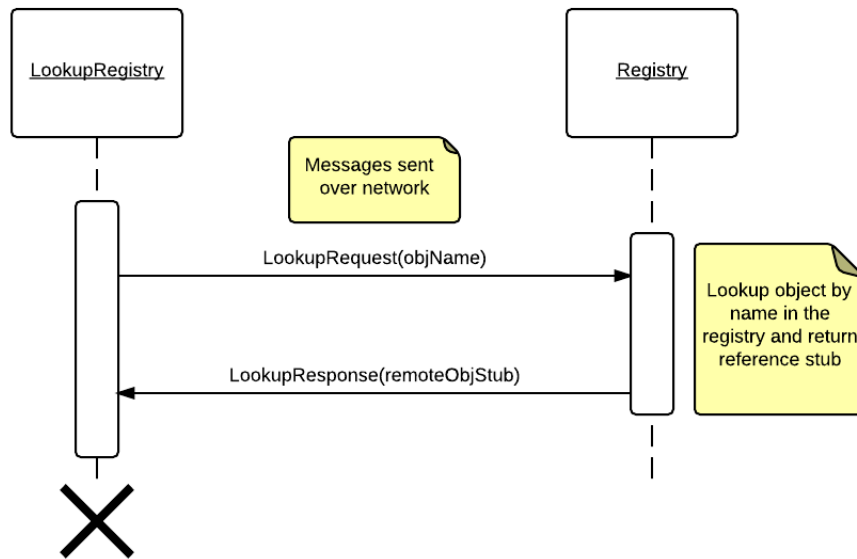 LookupRegistry
Registry
Messages sent
over network
LookupRequest(objName)
Lookup object by
name in the
registry and return
reference stub
LookupResponse(remoteObjStub)